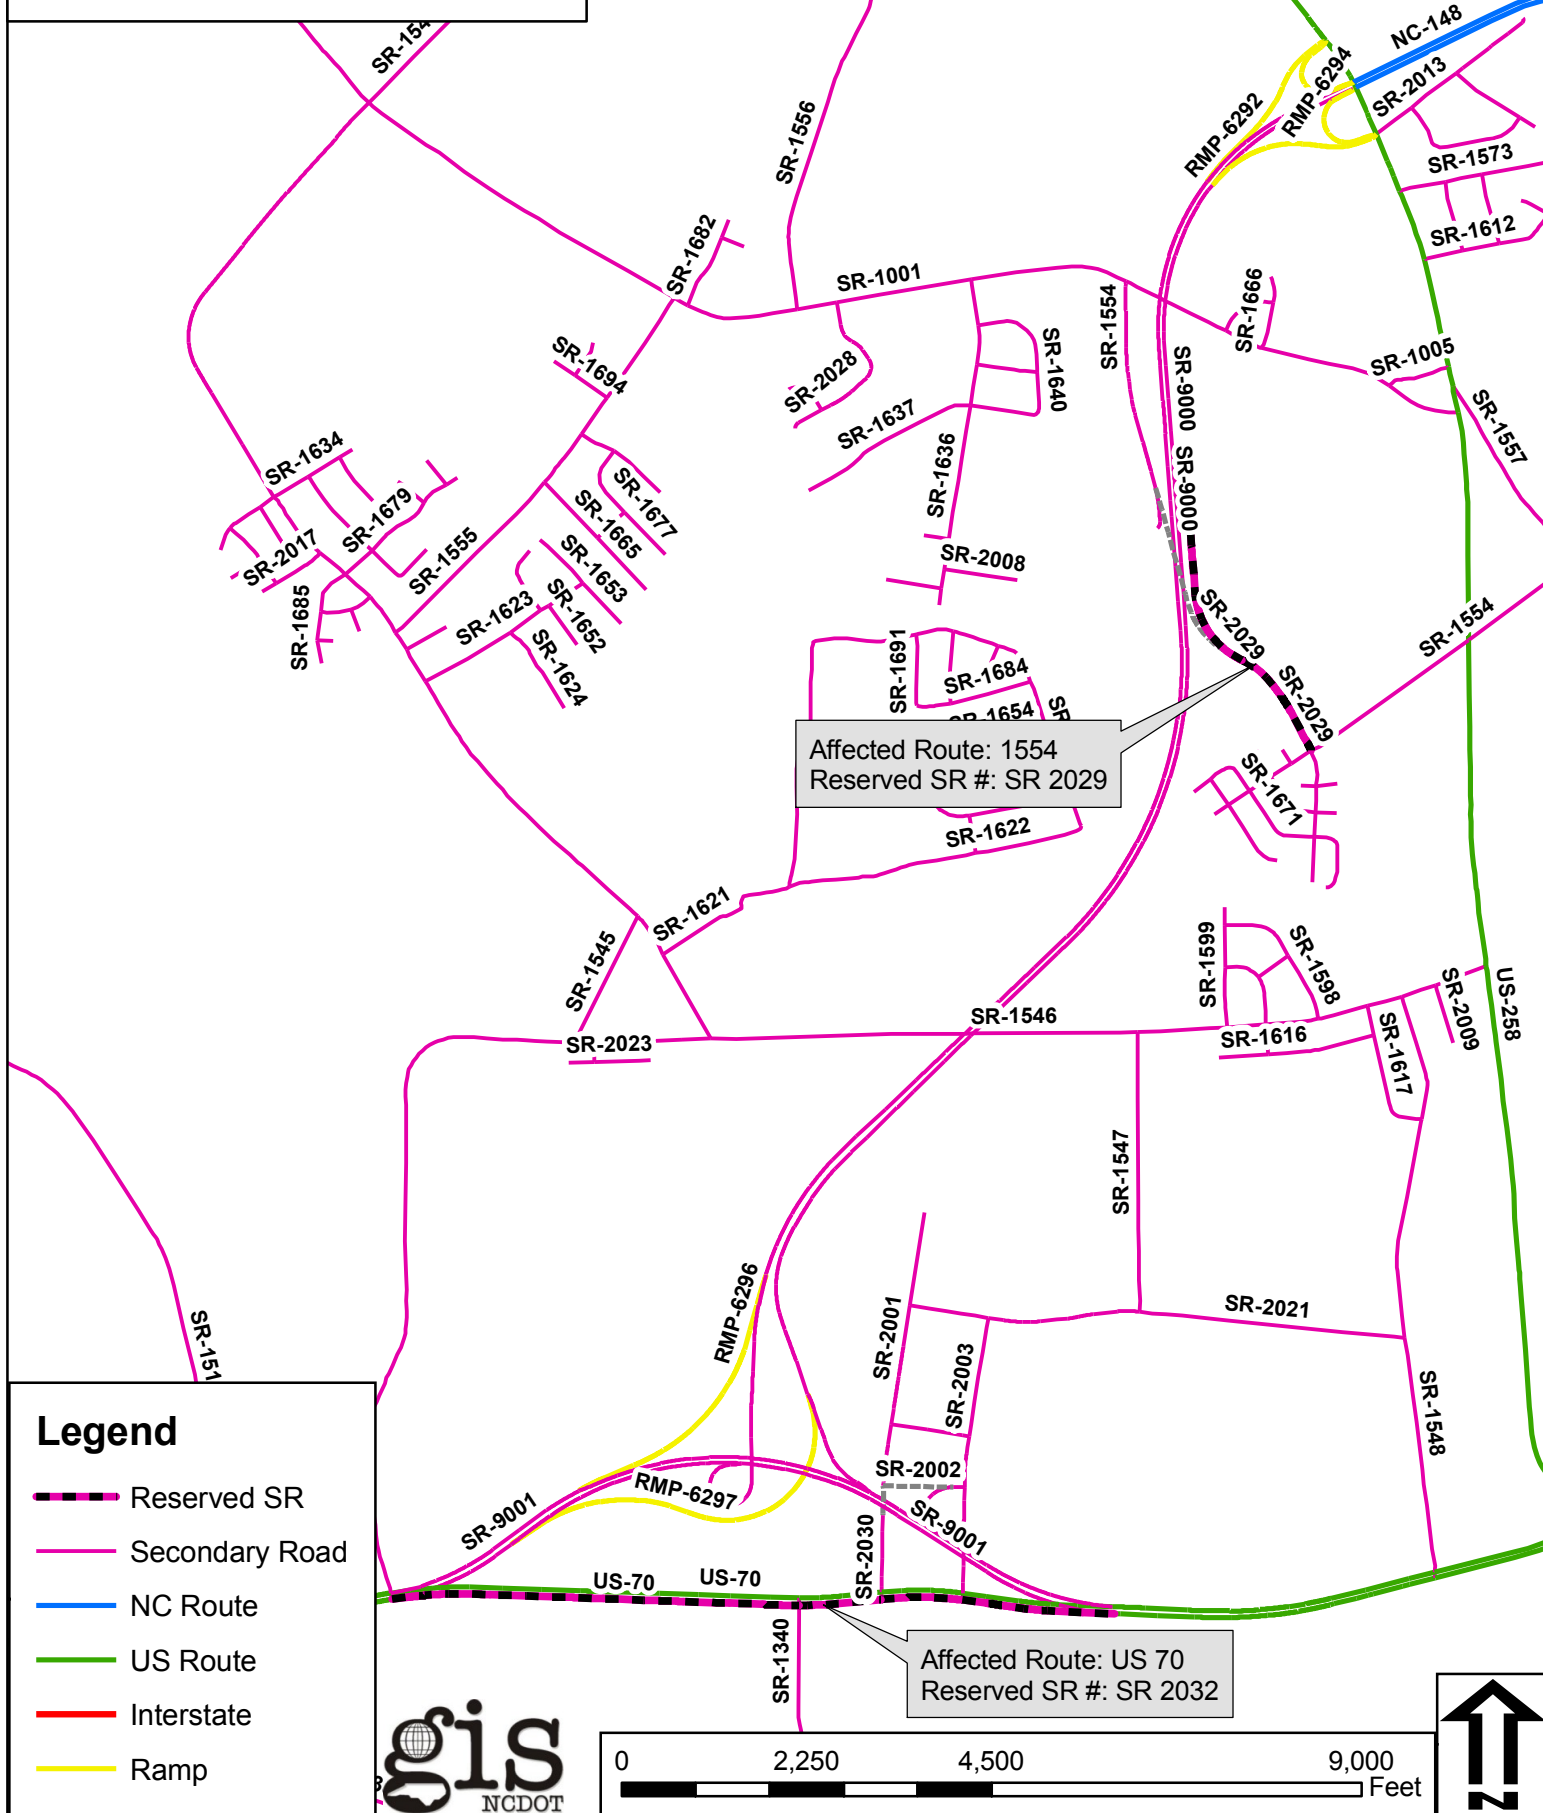 SR-154
NC-148
RMP-6294
SR-2013
RMP-6292
SR-1556
SR-1573
SR-1612
SR-1682
SR-1001
SR-1554
SR-1666
SR-1694
SR-2028
SR-1640
SR-9000
SR-1005
SR-1637
SR-1557
SR-1634
SR-1636
SR-9000
SR-1679
SR-1677
SR-1665
SR-2017
SR-1555
SR-1653
SR-2008
SR-1685
SR-1623
SR-1652
SR-1624
SR-2029
SR-1554
SR-1691
SR-1684
SR-2029
SR-1654
SR
Affected Route: 1554
Reserved SR #: SR 2029
SR-1671
SR-1622
SR-1621
SR-1545
SR-1599
SR-1598
SR-2009
US-258
SR-1546
SR-2023
SR-1616
SR-1617
SR-1547
RMP-6296
SR-2001
SR-2021
SR-151
SR-2003
SR-1548
SR-2002
RMP-6297
SR-9001
SR-9001
SR-2030
US-70
US-70
SR-1340
Affected Route: US 70
Reserved SR #: SR 2032
Legend
Reserved SR
Secondary Road
NC Route
US Route
Interstate
Ramp
gis
NCDOT
0 2,250 4,500 9,000
Feet
N